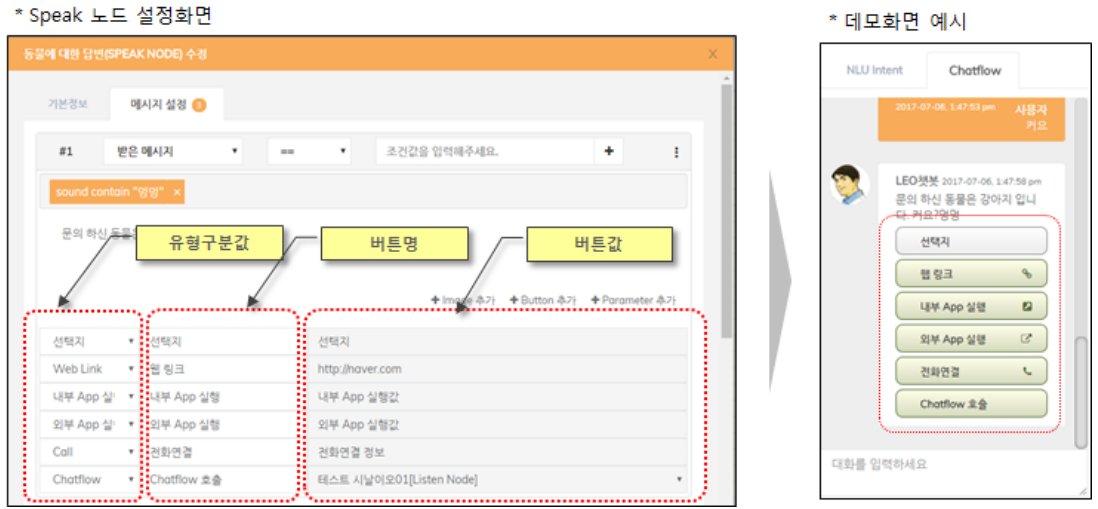 * Speak 노드 설정화면
동물에 대한 답변(SPEAK NODE) 수정 X
기본정보 메시지 설정 3
#1 받은 메시지 == 조건값을 입력해주세요. +
sound contain "멍멍" ×
문의 하신 동물은
유형구분값 버튼명 버튼값
+ Image 추가 + Button 추가 + Parameter 추가
선택지 선택지 선택지
Web Link 웹 링크 http://naver.com
내부 App 실 내부 App 실행 내부 App 실행값
외부 App 실 외부 App 실행 외부 App 실행값
Call 전화연결 전화연결 정보
Chatflow Chatflow 호출 테스트 시날이오01[Listen Node]
* 데모화면 예시
NLU Intent Chatflow
2017-07-06, 1:47:53 pm 사용자
커요
LEO챗봇 2017-07-06, 1:47:58 pm
문의 하신 동물은 강아지 입니
다. 커요?멍멍
선택지
웹 링크
내부 App 실행
외부 App 실행
전화연결
Chatflow 호출
대화를 입력하세요